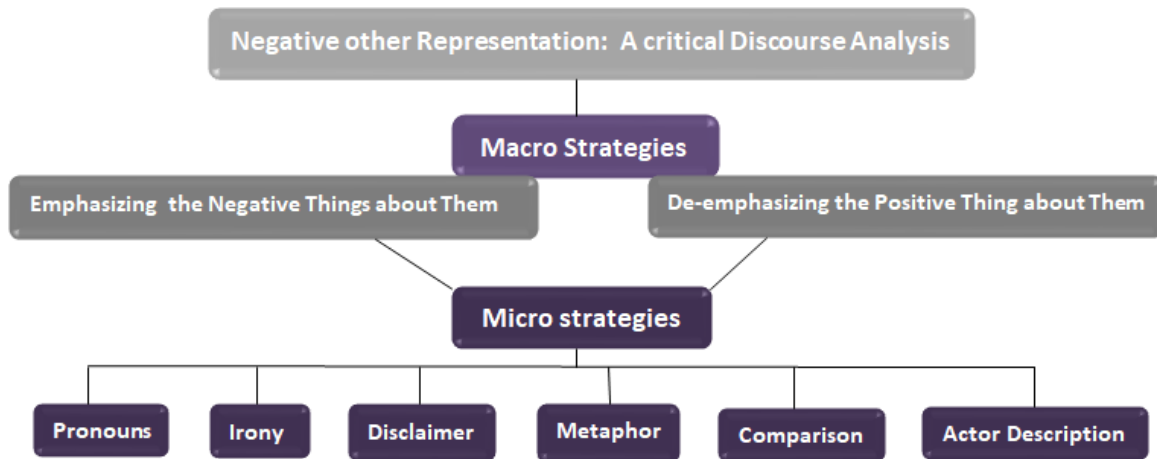 Negative other Representation: A critical Discourse Analysis
Macro Strategies
Emphasizing the Negative Things about Them
De-emphasizing the Positive Thing about Them
Micro strategies
Pronouns
Irony
Disclaimer
Metaphor
Comparison
Actor Description